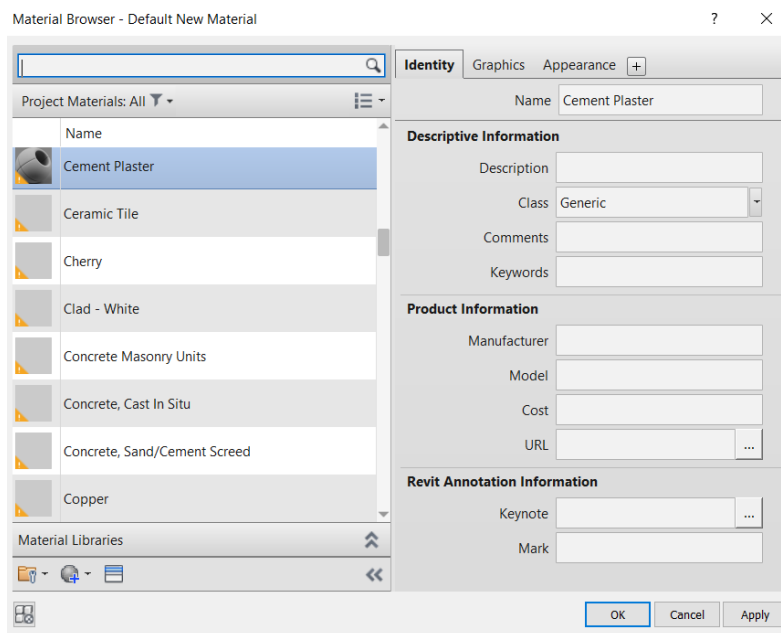 Material Browser - Default New Material
?
Project Materials: All
Name
Cement Plaster
Ceramic Tile
Cherry
Clad - White
Concrete Masonry Units
Concrete, Cast In Situ
Concrete, Sand/Cement Screed
Copper
Material Libraries
Identity Graphics Appearance +
Name Cement Plaster
Descriptive Information
Description
Class Generic
Comments
Keywords
Product Information
Manufacturer
Model
Cost
URL ...
Revit Annotation Information
Keynote ...
Mark
OK Cancel Apply